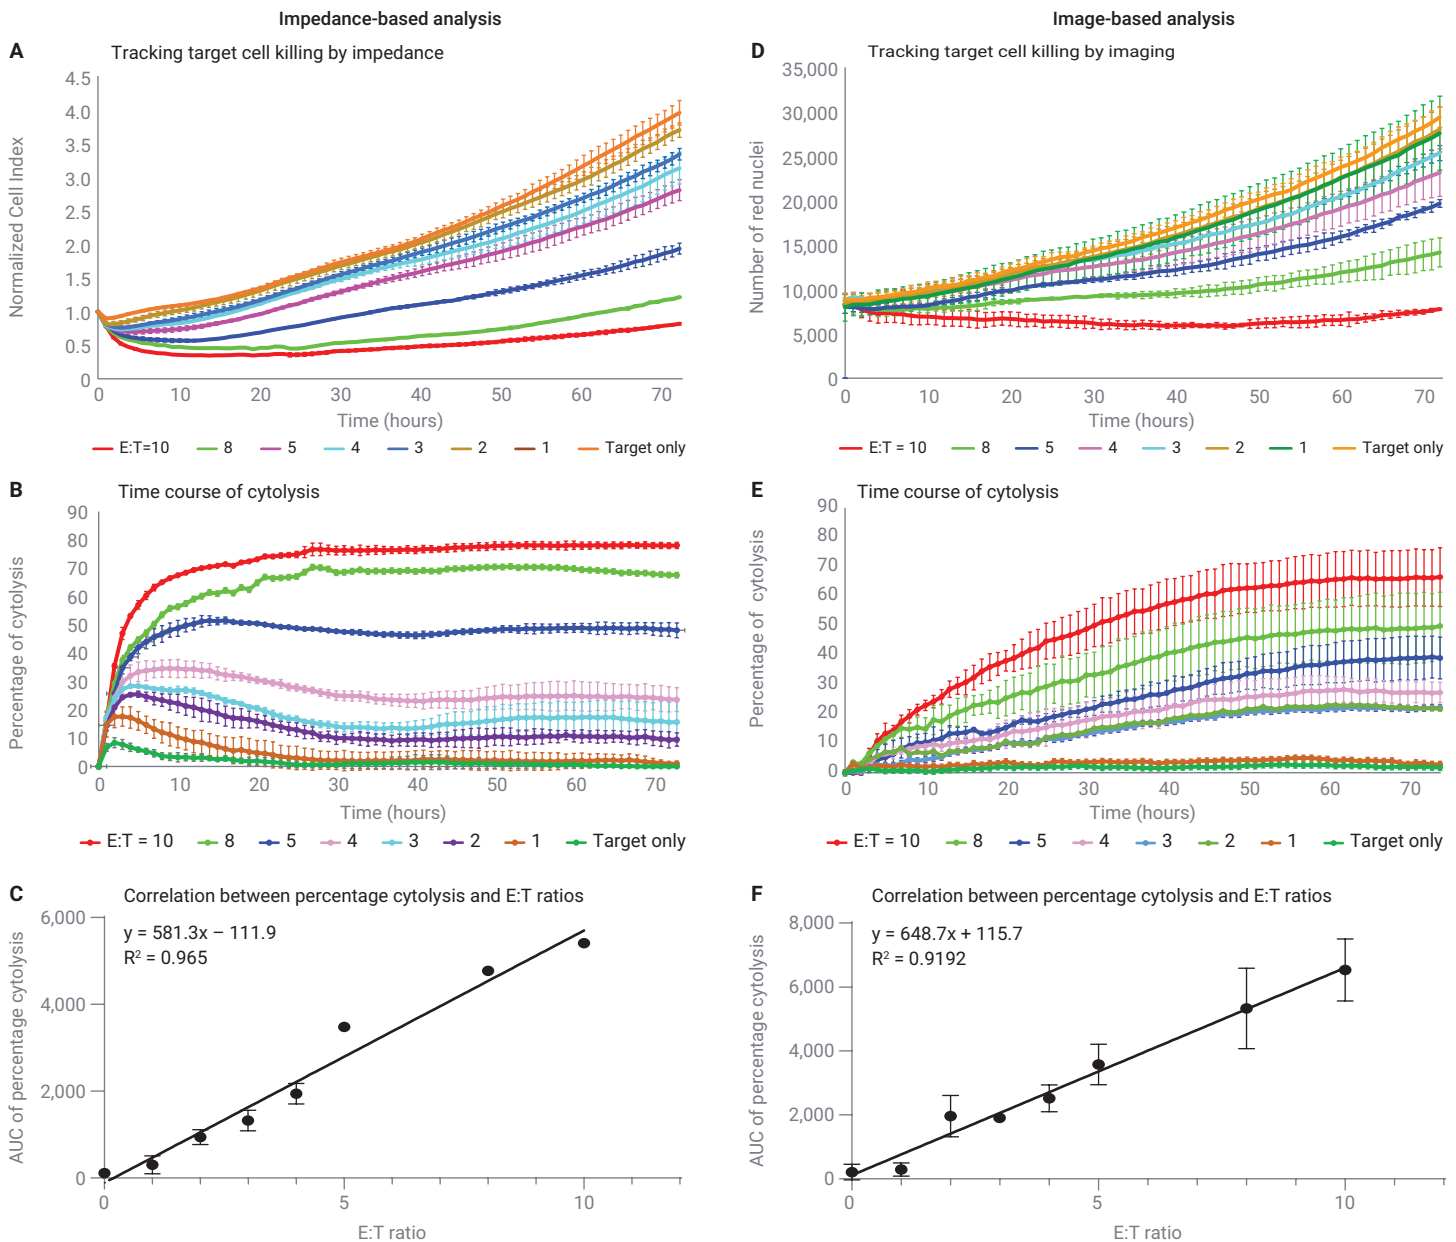 Impedance-based analysis
A Tracking target cell killing by impedance
Normalized Cell Index
4.5
4.0
3.5
3.0
2.5
2.0
1.5
1.0
0.5
0
0 10 20 30 40 50 60 70
Time (hours)
E:T=10 8 5 4 3 2 1 Target only
B Time course of cytolysis
Percentage of cytolysis
90
80
70
60
50
40
30
20
10
0
0 10 20 30 40 50 60 70
Time (hours)
E:T = 10 8 5 4 3 2 1 Target only
C Correlation between percentage cytolysis and E:T ratios
y = 581.3x – 111.9
R² = 0.965
AUC of percentage cytolysis
6,000
4,000
2,000
0
0 5 10
E:T ratio
Image-based analysis
D Tracking target cell killing by imaging
Number of red nuclei
35,000
30,000
25,000
20,000
15,000
10,000
5,000
0
0 10 20 30 40 50 60 70
Time (hours)
E:T = 10 8 5 4 3 2 1 Target only
E Time course of cytolysis
Percentage of cytolysis
90
80
70
60
50
40
30
20
10
0
0 10 20 30 40 50 60 70
Time (hours)
E:T = 10 8 5 4 3 2 1 Target only
F Correlation between percentage cytolysis and E:T ratios
y = 648.7x + 115.7
R² = 0.9192
AUC of percentage cytolysis
8,000
6,000
4,000
2,000
0
0 5 10
E:T ratio